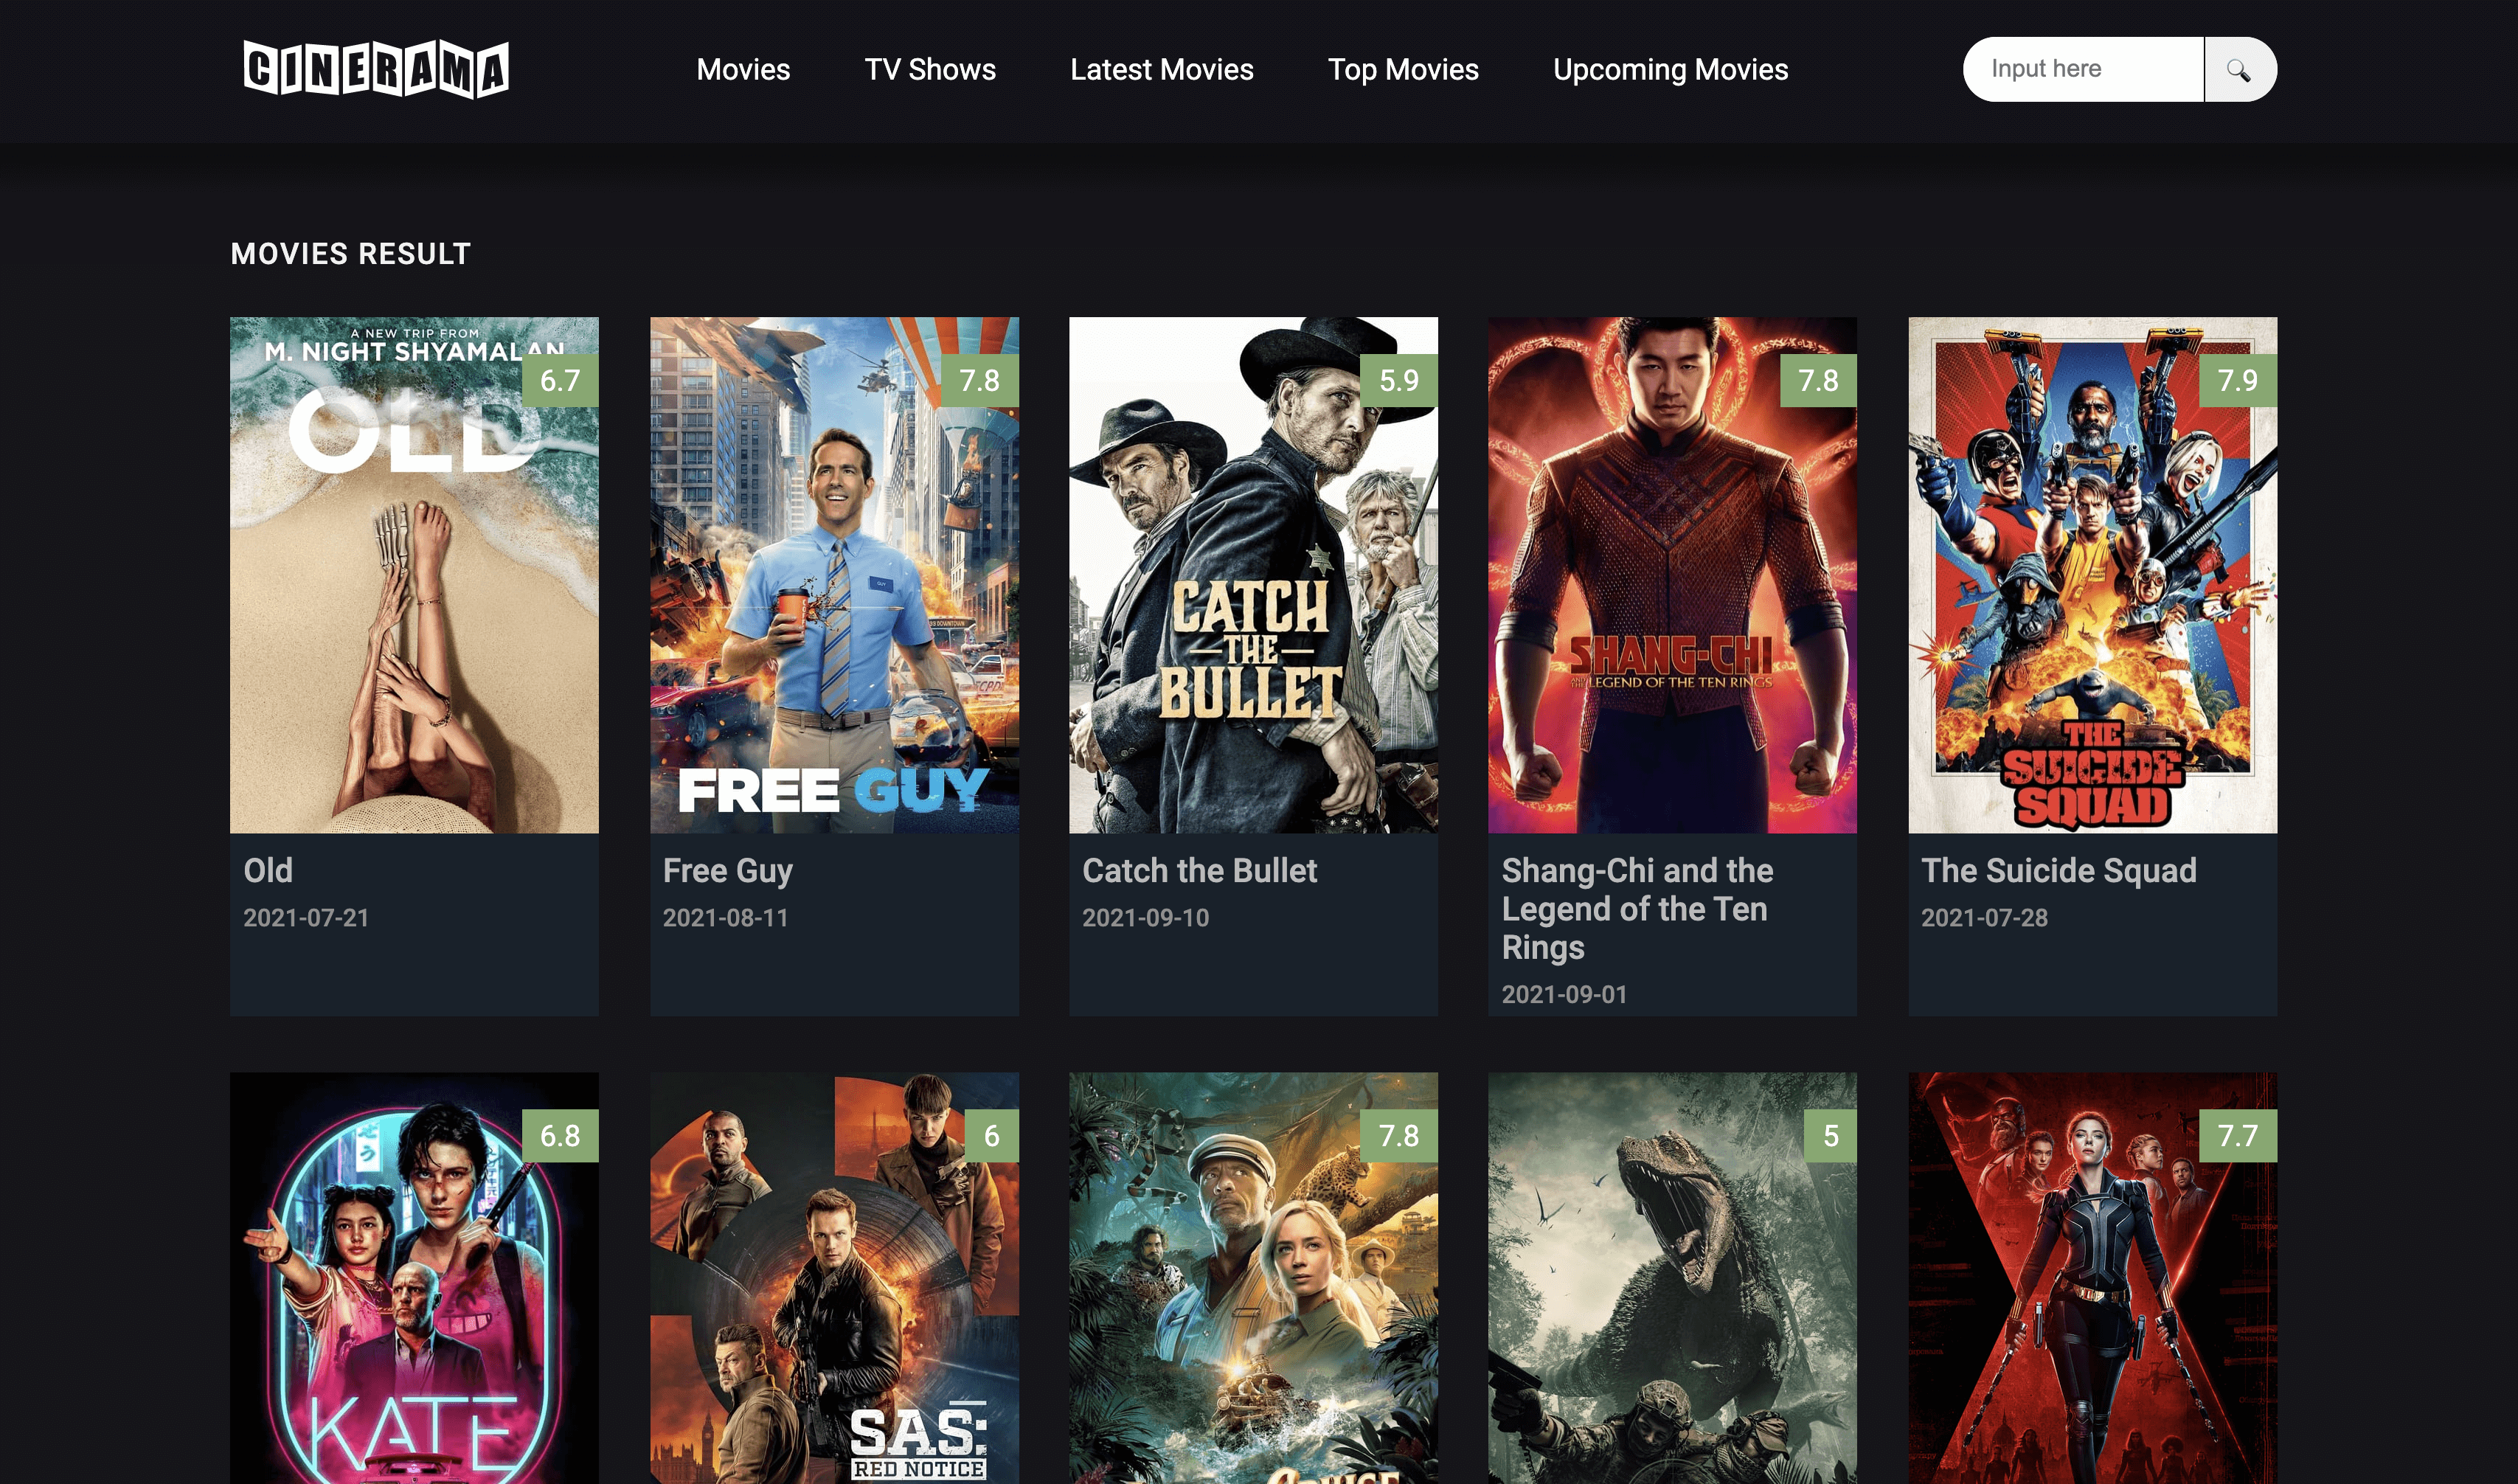 CINERAMA
Movies
TV Shows
Latest Movies
Top Movies
Upcoming Movies
Input here
MOVIES RESULT
A NEW TRIP FROM
M. NIGHT SHYAMALAN
OLD
6.7
Old
2021-07-21
7.8
GUY
FREE GUY
Free Guy
2021-08-11
5.9
CATCH
THE
BULLET
Catch the Bullet
2021-09-10
7.8
SHANG-CHI
AND THE LEGEND OF THE TEN RINGS
Shang-Chi and the
Legend of the Ten
Rings
2021-09-01
7.9
THE
SUICIDE
SQUAD
The Suicide Squad
2021-07-28
6.8
KATE
6
SAS:
RED NOTICE
7.8
CRUISE
5
7.7